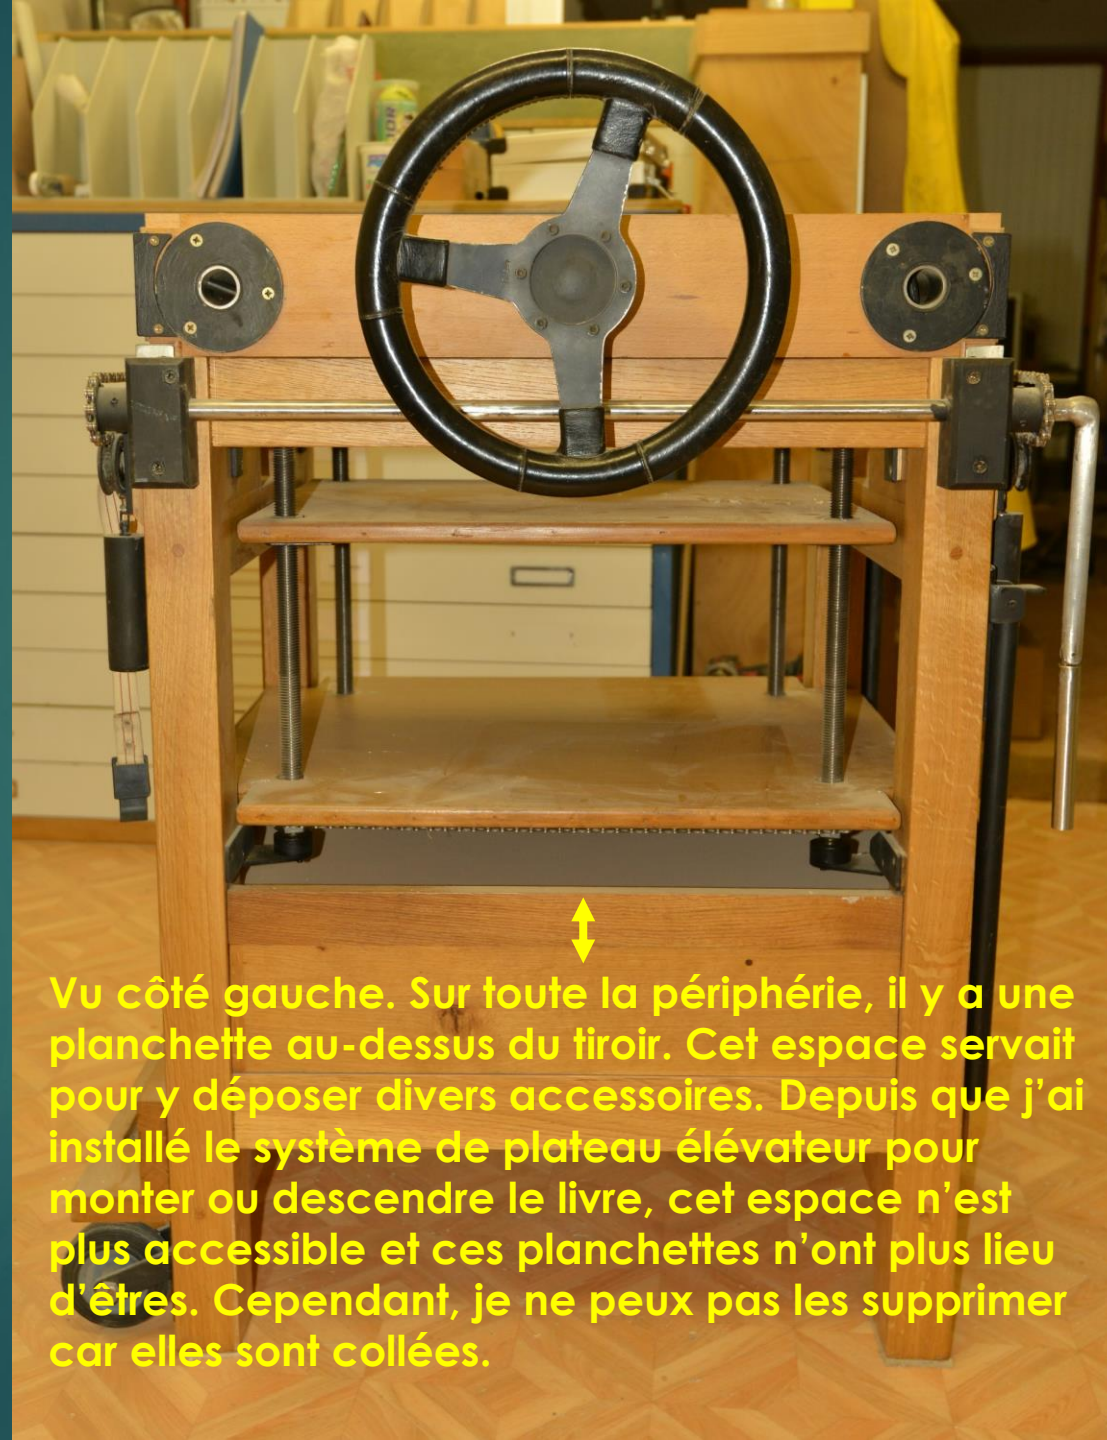 Vu côté gauche. Sur toute la périphérie, il y a une
planchette au-dessus du tiroir. Cet espace servait
pour y déposer divers accessoires. Depuis que j’ai
installé le système de plateau élévateur pour
monter ou descendre le livre, cet espace n’est
plus accessible et ces planchettes n’ont plus lieu
d’êtres. Cependant, je ne peux pas les supprimer
car elles sont collées.